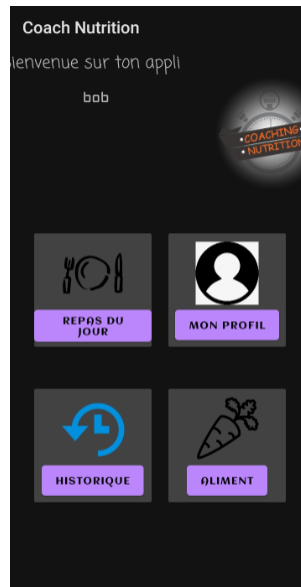 Coach Nutrition
ienvenue sur ton appli
bob
•COACHING
•NUTRITION
REPAS DU
JOUR
MON PROFIL
HISTORIQUE
ALIMENT